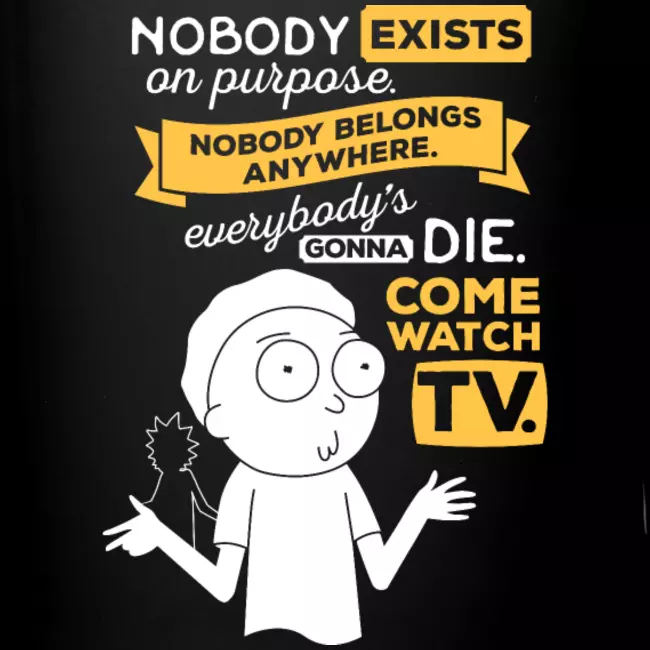 NOBODY EXISTS
on purpose.
NOBODY BELONGS
ANYWHERE.
everybody's
GONNA DIE.
COME
WATCH
TV.